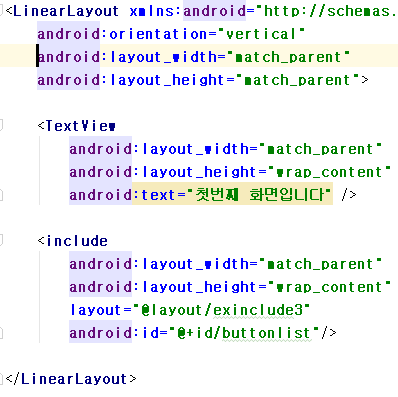 <LinearLayout xmlns:android="http://schemas.
android:orientation="vertical"
android:layout_width="match_parent"
android:layout_height="match_parent">
<TextView
android:layout_width="match_parent"
android:layout_height="wrap_content"
android:text="첫번째 화면입니다" />
<include
android:layout_width="match_parent"
android:layout_height="wrap_content"
layout="@layout/exinclude3"
android:id="@+id/buttonlist"/>
</LinearLayout>